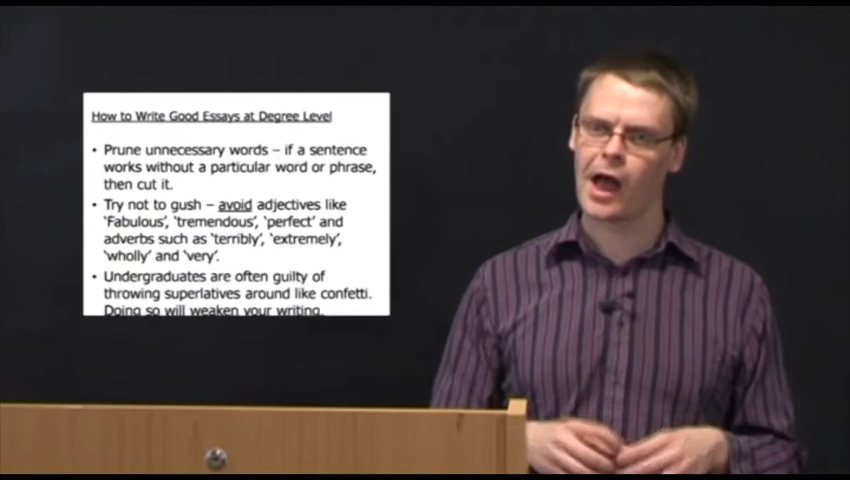 How to Write Good Essays at Degree Level
• Prune unnecessary words – if a sentence
works without a particular word or phrase,
then cut it.
• Try not to gush – avoid adjectives like
‘Fabulous’, ‘tremendous’, ‘perfect’ and
adverbs such as ‘terribly’, ‘extremely’,
‘wholly’ and ‘very’.
• Undergraduates are often guilty of
throwing superlatives around like confetti.
Doing so will weaken your writing.